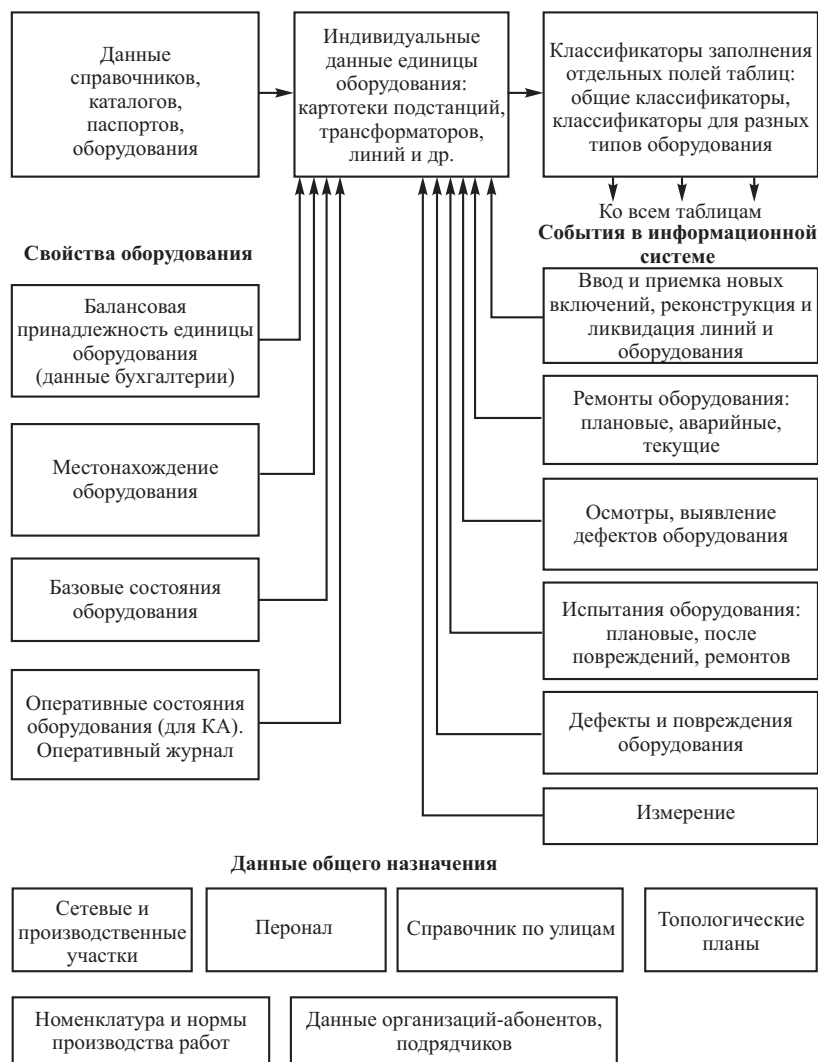 Данные
справочников,
каталогов,
паспортов,
оборудования
Индивидуальные
данные единицы
оборудования:
картотеки подстанций,
трансформаторов,
линий и др.
Классификаторы заполнения
отдельных полей таблиц:
общие классификаторы,
классификаторы для разных
типов оборудования
Ко всем таблицам
Свойства оборудования
Балансовая
принадлежность единицы
оборудования
(данные бухгалтерии)
Местонахождение
оборудования
Базовые состояния
оборудования
Оперативные состояния
оборудования (для КА).
Оперативный журнал
События в информационной
системе
Ввод и приемка новых
включений, реконструкция и
ликвидация линий и
оборудования
Ремонты оборудования:
плановые, аварийные,
текущие
Осмотры, выявление
дефектов оборудования
Испытания оборудования:
плановые, после
повреждений, ремонтов
Дефекты и повреждения
оборудования
Измерение
Данные общего назначения
Сетевые и
производственные
участки
Перонал
Справочник по улицам
Топологические
планы
Номенклатура и нормы
производства работ
Данные организаций-абонентов,
подрядчиков